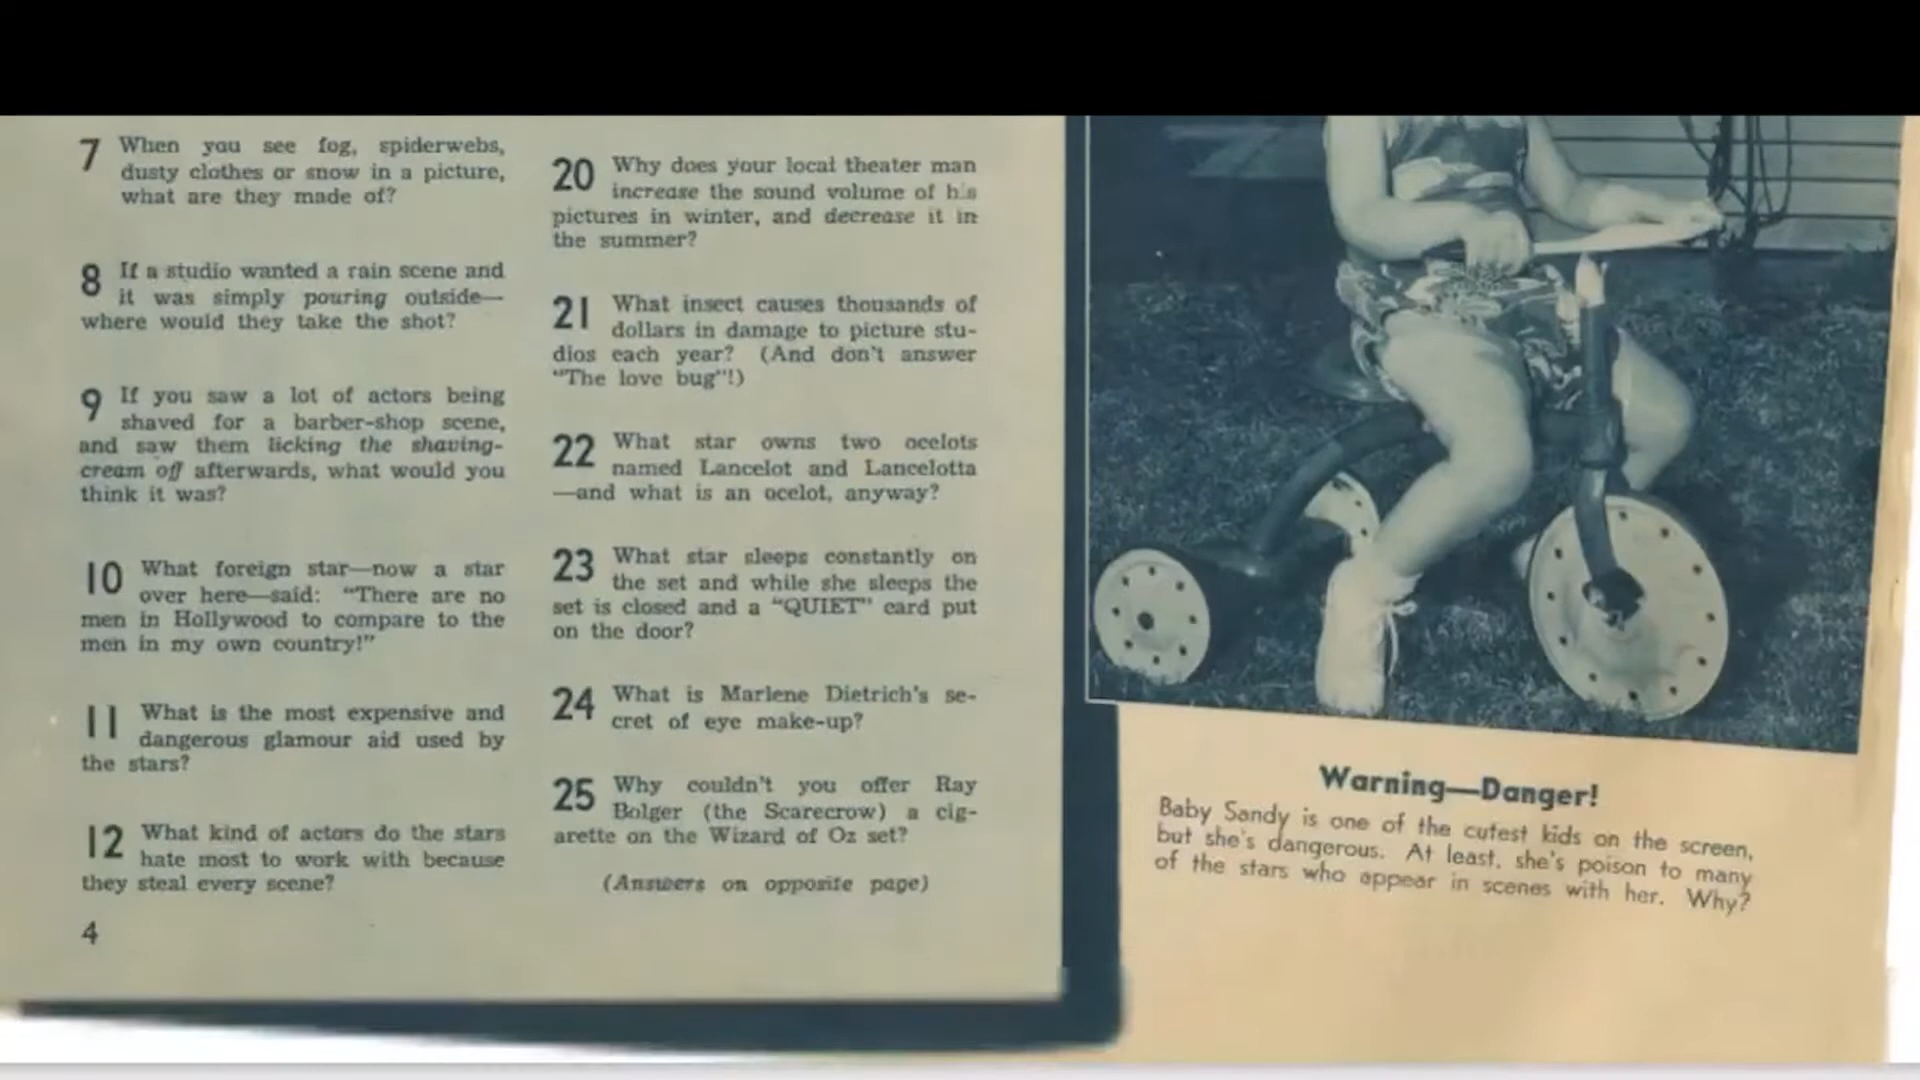 7 When you see fog, spiderwebs,
dusty clothes or snow in a picture,
what are they made of?
8 If a studio wanted a rain scene and
it was simply pouring outside—
where would they take the shot?
9 If you saw a lot of actors being
shaved for a barber-shop scene,
and saw them licking the shaving-
cream off afterwards, what would you
think it was?
10 What foreign star—now a star
over here—said: "There are no
men in Hollywood to compare to the
men in my own country!"
11 What is the most expensive and
dangerous glamour aid used by
the stars?
12 What kind of actors do the stars
hate most to work with because
they steal every scene?
4
20 Why does your local theater man
increase the sound volume of his
pictures in winter, and decrease it in
the summer?
21 What insect causes thousands of
dollars in damage to picture stu-
dios each year? (And don't answer
"The love bug"!)
22 What star owns two ocelots
named Lancelot and Lancelotta
—and what is an ocelot, anyway?
23 What star sleeps constantly on
the set and while she sleeps the
set is closed and a "QUIET" card put
on the door?
24 What is Marlene Dietrich's se-
cret of eye make-up?
25 Why couldn't you offer Ray
Bolger (the Scarecrow) a cig-
arette on the Wizard of Oz set?
(Answers on opposite page)
Warning—Danger!
Baby Sandy is one of the cutest kids on the screen,
but she's dangerous. At least, she's poison to many
of the stars who appear in scenes with her. Why?